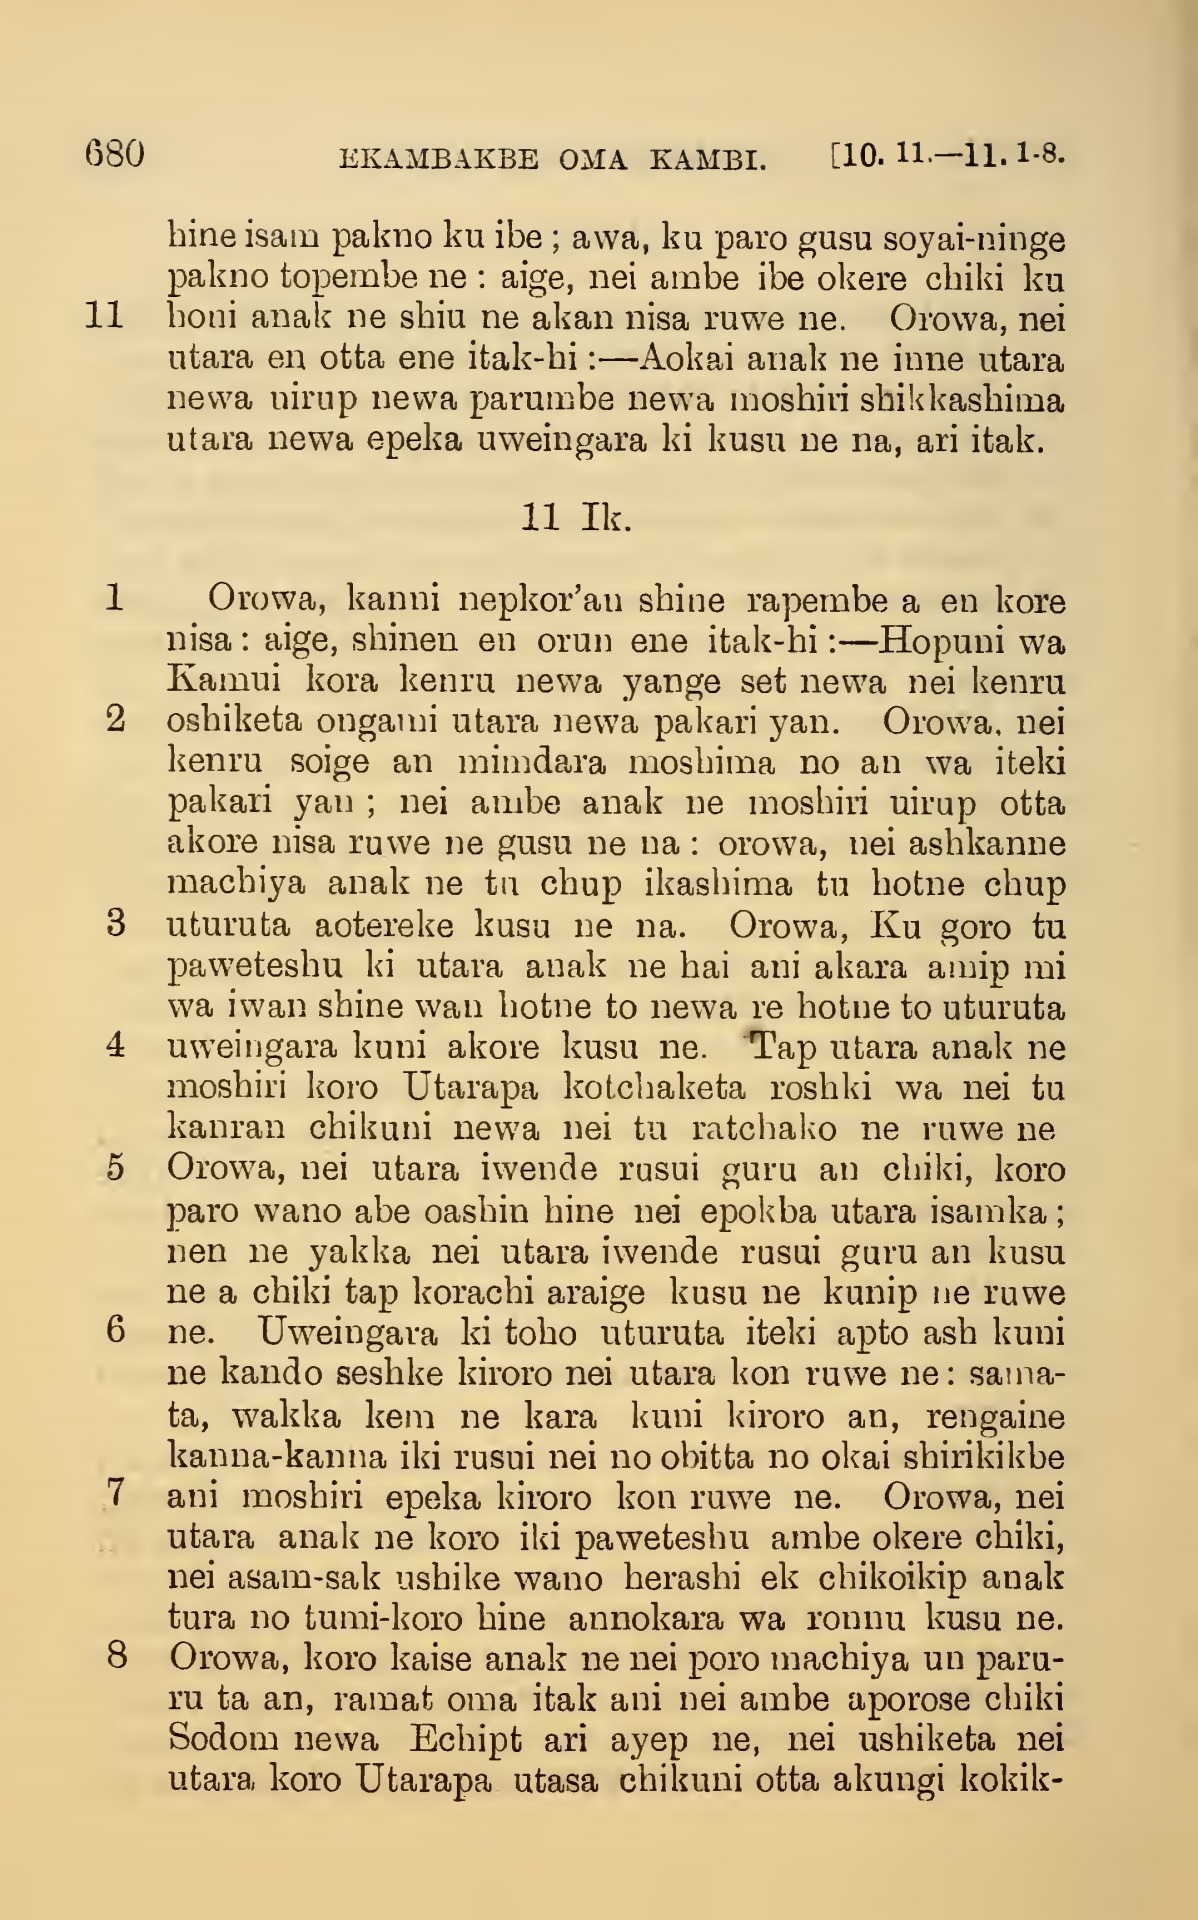 680 EKAMBAKBE OMA KAMBI. [10. 11.—11. 1-8.
hine isam pakno ku ibe ; awa, ku paro gusu soyai-ninge
pakno topembe ne : aige, nei ambe ibe okere chiki ku
11 honi anak ne shiu ne akan nisa ruwe ne. Orowa, nei
utara en otta ene itak-hi :—Aokai anak ne inne utara
newa uirup newa parumbe newa moshiri shikkashima
utara newa epeka uweingara ki kusu ne na, ari itak.
11 Ik.
1 Orowa, kanni nepkor'an shine rapembe a en kore
nisa : aige, shinen en orun ene itak-hi :—Hopuni wa
Kamui kora kenru newa yange set newa nei kenru
2 oshiketa ongami utara newa pakari yan. Orowa, nei
kenru soige an mimdara moshima no an wa iteki
pakari yan ; nei ambe anak ne moshiri uirup otta
akore nisa ruwe ne gusu ne na : orowa, nei ashkanne
machiya anak ne tu chup ikashima tu hotne chup
3 uturuta aotereke kusu ne na. Orowa, Ku goro tu
paweteshu ki utara anak ne hai ani akara amip mi
wa iwan shine wan hotne to newa re hotne to uturuta
4 uweingara kuni akore kusu ne. Tap utara anak ne
moshiri koro Utarapa kotchaketa roshki wa nei tu
kanran chikuni newa nei tu ratchako ne ruwe ne
5 Orowa, nei utara iwende rusui guru an chiki, koro
paro wano abe oashin hine nei epokba utara isamka ;
nen ne yakka nei utara iwende rusui guru an kusu
ne a chiki tap korachi araige kusu ne kunip ne ruwe
6 ne. Uweingara ki toho uturuta iteki apto ash kuni
ne kando seshke kiroro nei utara kon ruwe ne : sama-
ta, wakka kem ne kara kuni kiroro an, rengaine
kanna-kanna iki rusui nei no obitta no okai shirikikbe
7 ani moshiri epeka kiroro kon ruwe ne. Orowa, nei
utara anak ne koro iki paweteshu ambe okere chiki,
nei asam-sak ushike wano herashi ek chikoikip anak
tura no tumi-koro hine annokara wa ronnu kusu ne.
8 Orowa, koro kaise anak ne nei poro machiya un paru-
ru ta an, ramat oma itak ani nei ambe aporose chiki
Sodom newa Echipt ari ayep ne, nei ushiketa nei
utara koro Utarapa utasa chikuni otta akungi kokik-